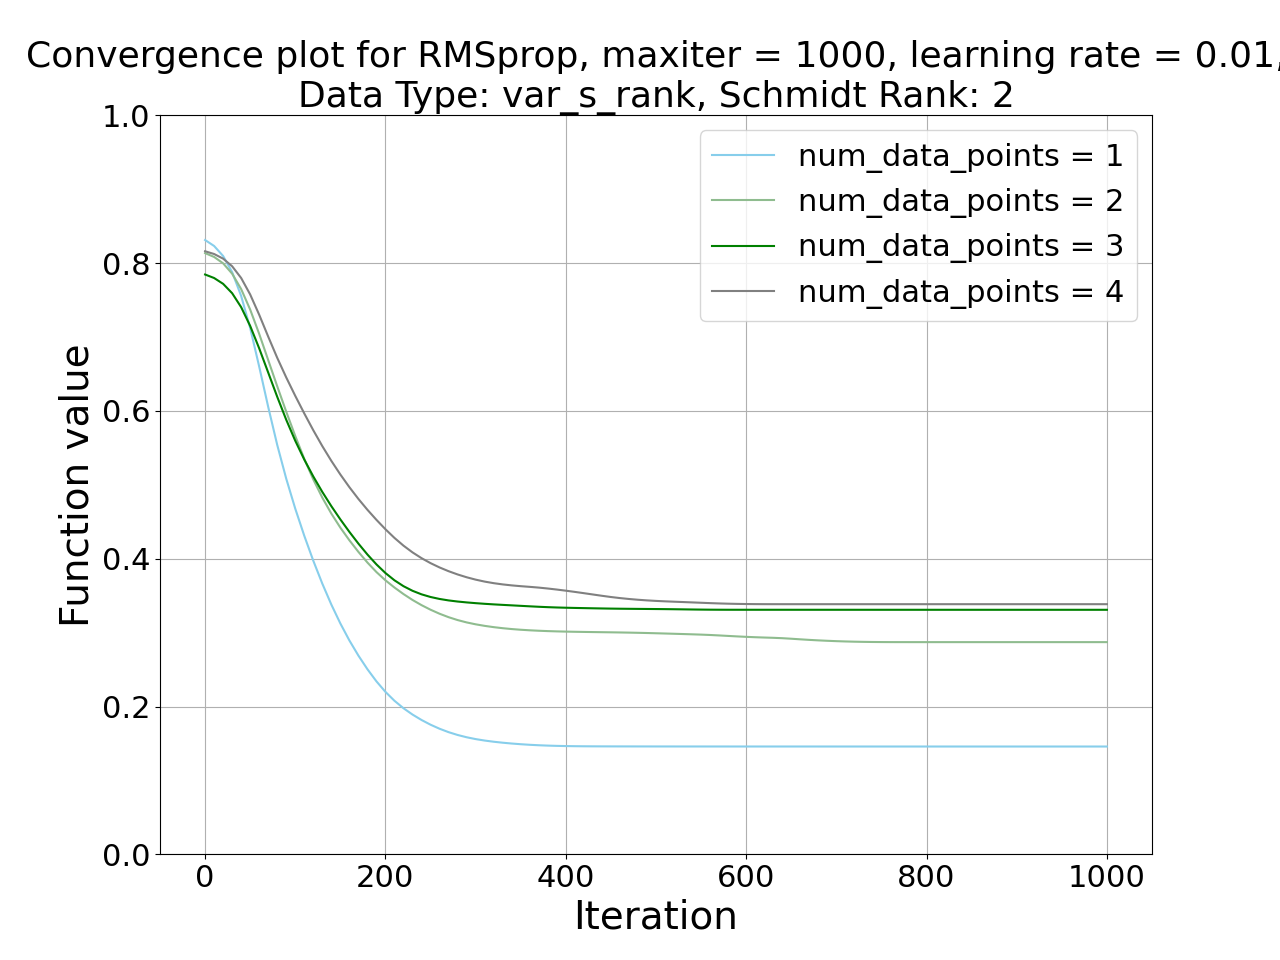 Convergence plot for RMSprop, maxiter = 1000, learning rate = 0.01,
Data Type: var_s_rank, Schmidt Rank: 2
1.0
num_data_points = 1
num_data_points = 2
num_data_points = 3
num_data_points = 4
0.8
0.6
0.4
0.2
0.0
Function value
0 200 400 600 800 1000
Iteration